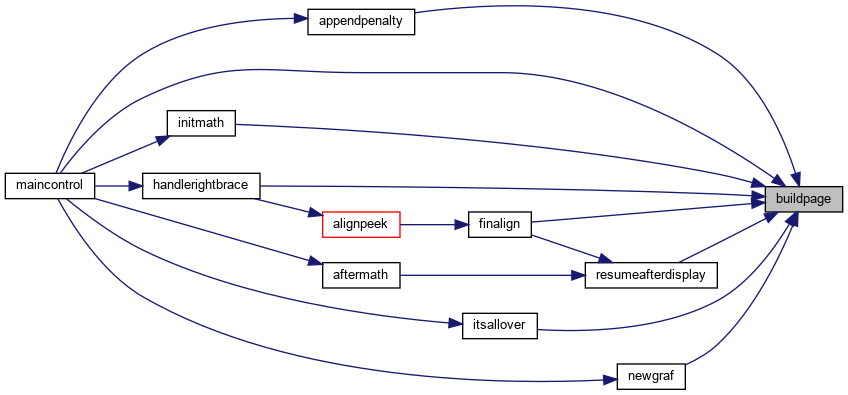 appendpenalty
initmath
maincontrol
handlerightbrace
buildpage
alignpeek
finalign
aftermath
resumeafterdisplay
itsallover
newgraf